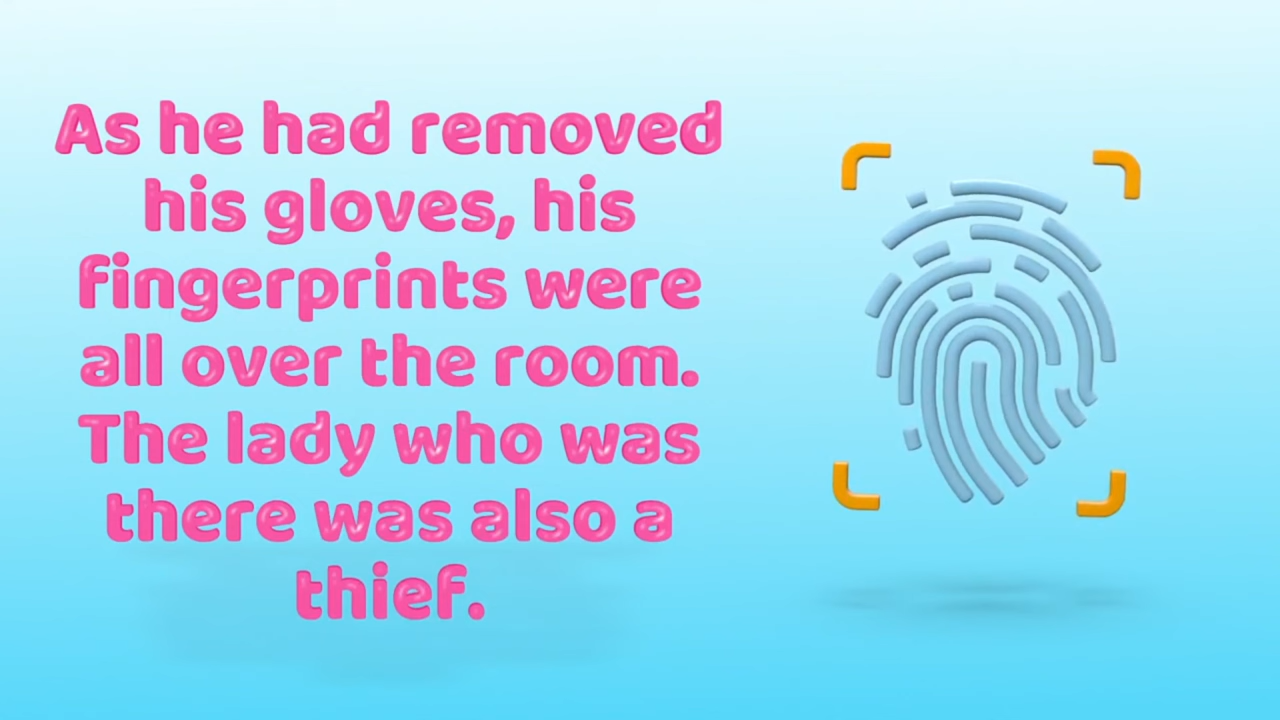 As he had removed
his gloves, his
fingerprints were
all over the room.
The lady who was
there was also a
thief.